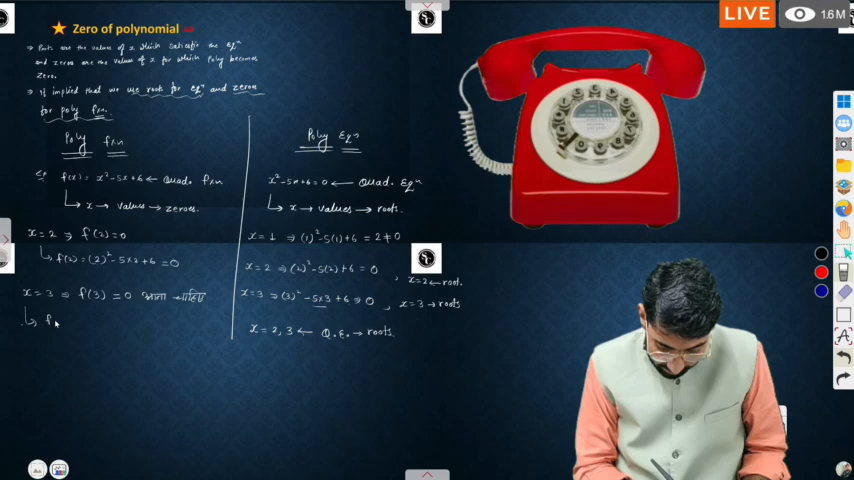 LIVE 1.6M
Zero of polynomial
→ Roots are the values of x which satisfie the eqⁿ
and zeros are the values of x for which poly becomes
zero.
→ If implied that we use root for eqⁿ and zeros
for poly fxn.
Poly fxn
eg f(x) = x²-5x+6 ← Quad. fxn
↳ x → values → zeroes.
x=2 ⇒ f(2)=0
↳ f(2)=(2)²-5×2+6 =0
x=3 ⇒ f(3) =0 आना चाहिए
↳ f
Poly Eqn
x²-5x+6=0 ← Quad. Eqⁿ
↳ x → values → roots.
x=1 ⇒(1)²-5(1)+6 = 2≠0
x=2 ⇒(2)²-5(2)+6 =0 , x=2 ← root.
x=3 ⇒(3)²-5×3+6 ⇒0 , x=3 → roots
x=2,3 ← Q.E. → roots.